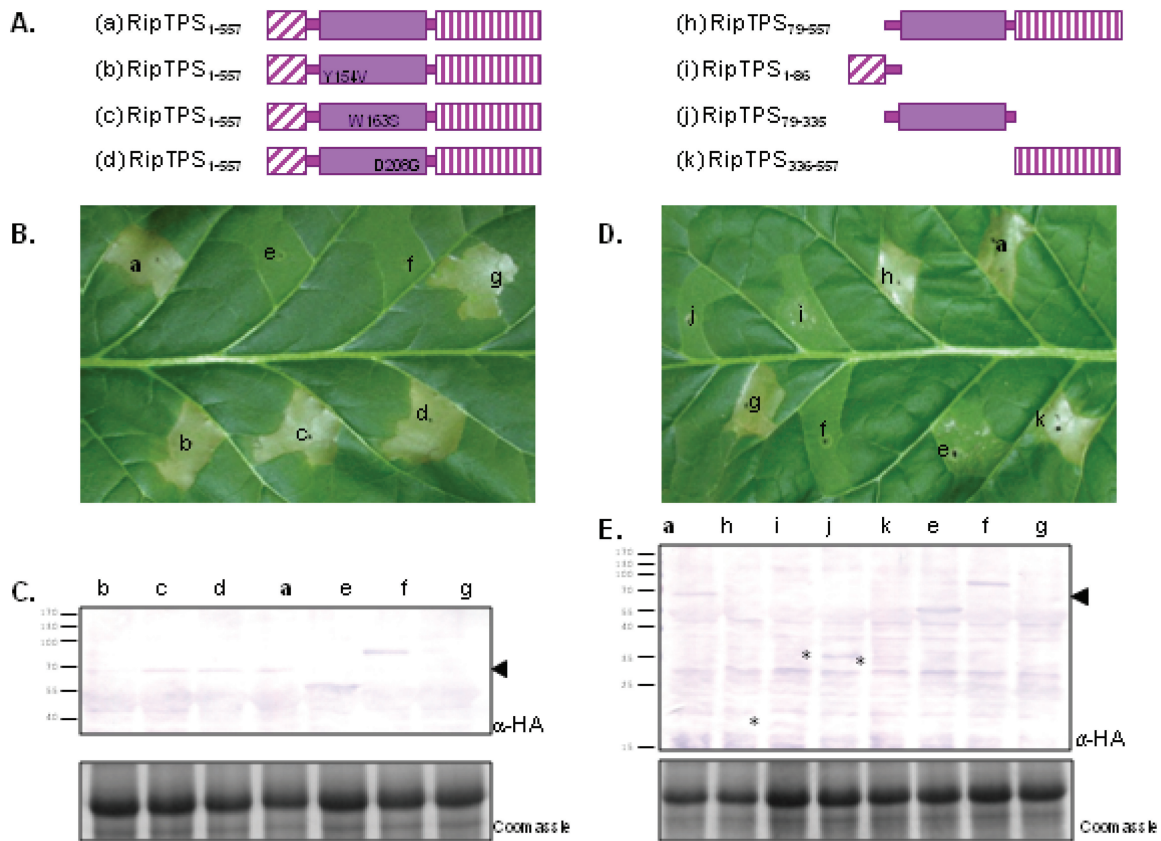 A.
(a) RipTPS1-557
(b) RipTPS1-557
Y154V
(c) RipTPS1-557
W163S
(d) RipTPS1-557
D208G
(h) RipTPS79-557
(i) RipTPS1-86
(j) RipTPS79-335
(k) RipTPS336-557
B.
a
e
f
g
b
c
d
D.
j
i
h
a
g
f
e
k
C.
b c d a e f g
170
130
100
70
55
40
α-HA
Coomassie
E.
a h i j k e f g
170
130
100
70
55
40
35
25
15
* *
*
α-HA
Coomassie